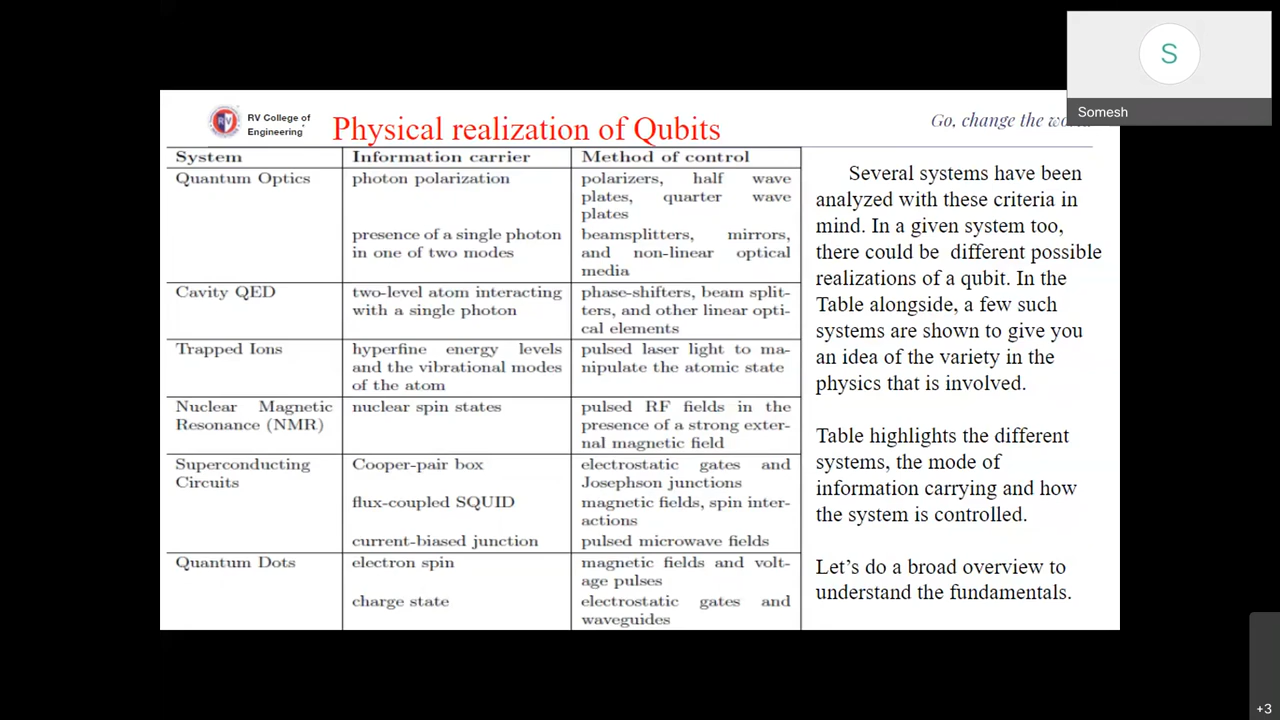 S
Somesh
RV College of
Engineering
Physical realization of Qubits
Go, change the
System Information carrier Method of control
Quantum Optics photon polarization polarizers, half wave
plates, quarter wave
plates
presence of a single photon beamsplitters, mirrors,
in one of two modes and non-linear optical
media
Cavity QED two-level atom interacting phase-shifters, beam split-
with a single photon ters, and other linear opti-
cal elements
Trapped Ions hyperfine energy levels pulsed laser light to ma-
and the vibrational modes nipulate the atomic state
of the atom
Nuclear Magnetic nuclear spin states pulsed RF fields in the
Resonance (NMR) presence of a strong exter-
nal magnetic field
Superconducting Cooper-pair box electrostatic gates and
Circuits Josephson junctions
flux-coupled SQUID magnetic fields, spin inter-
actions
current-biased junction pulsed microwave fields
Quantum Dots electron spin magnetic fields and volt-
age pulses
charge state electrostatic gates and
waveguides
Several systems have been
analyzed with these criteria in
mind. In a given system too,
there could be different possible
realizations of a qubit. In the
Table alongside, a few such
systems are shown to give you
an idea of the variety in the
physics that is involved.
Table highlights the different
systems, the mode of
information carrying and how
the system is controlled.
Let's do a broad overview to
understand the fundamentals.
+3